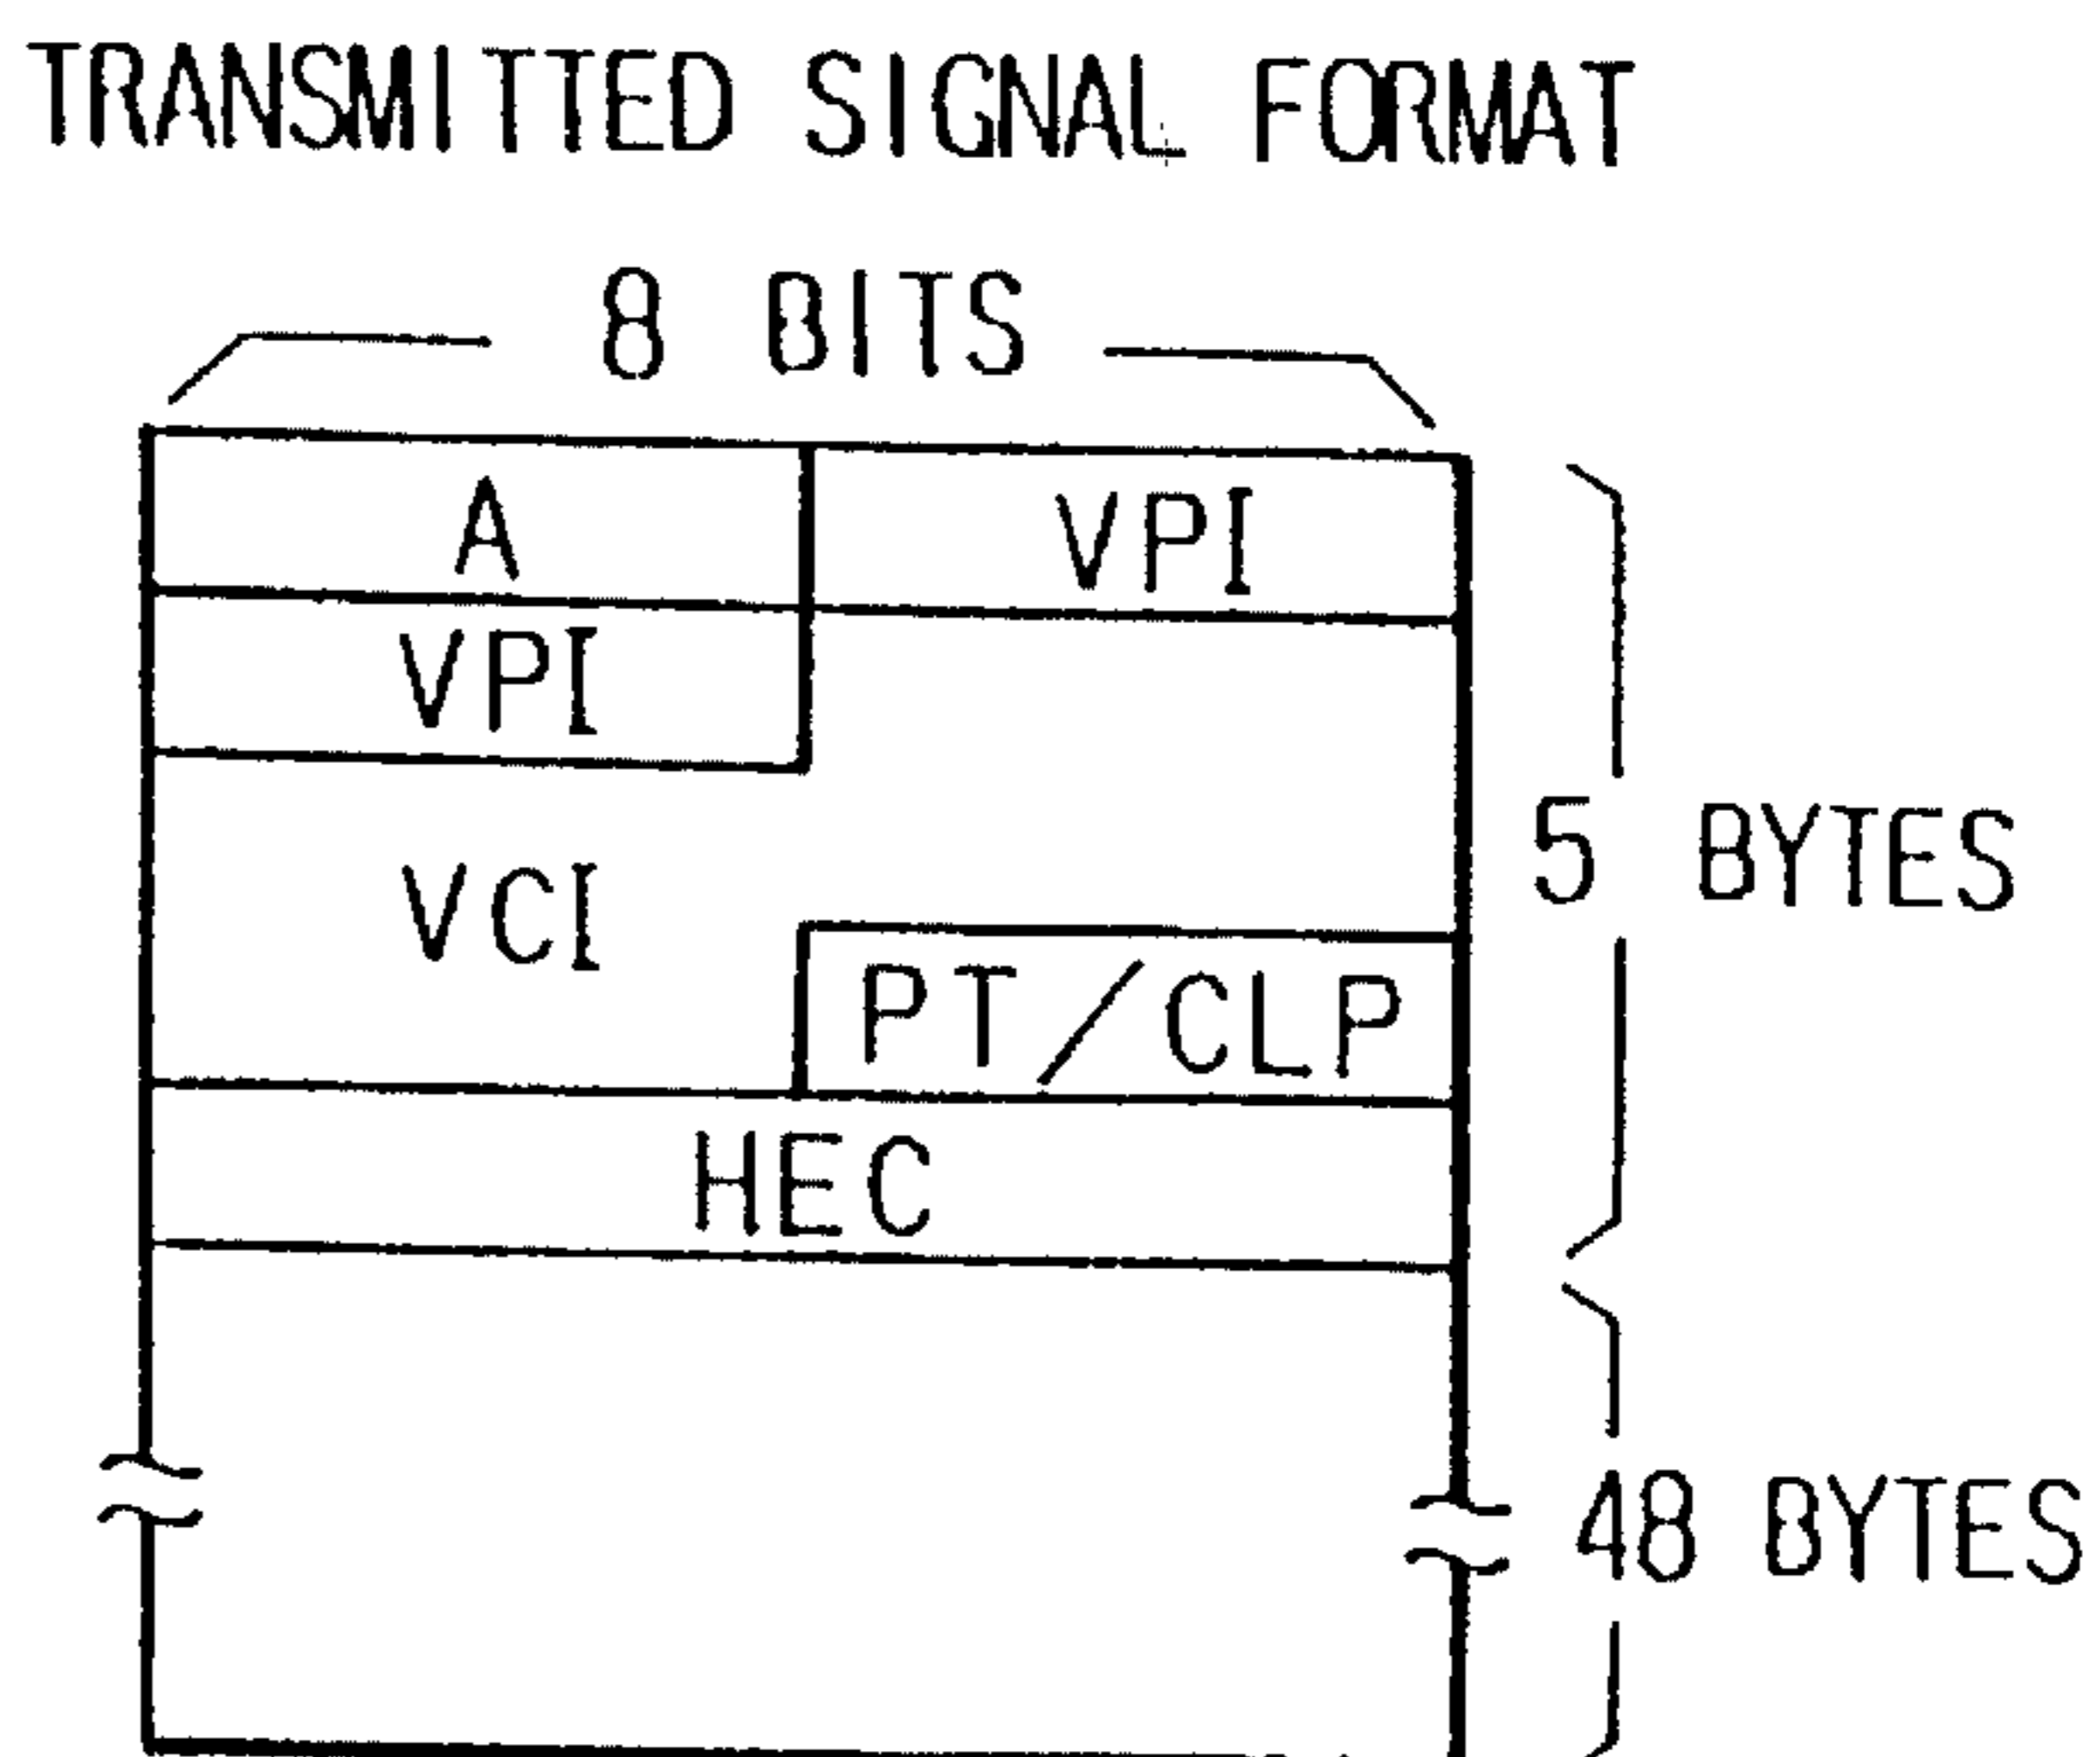 TRANSMITTED SIGNAL FORMAT
8 BITS
A VPI
VPI
5 BYTES
VCI
PT/CLP
HEC
48 BYTES